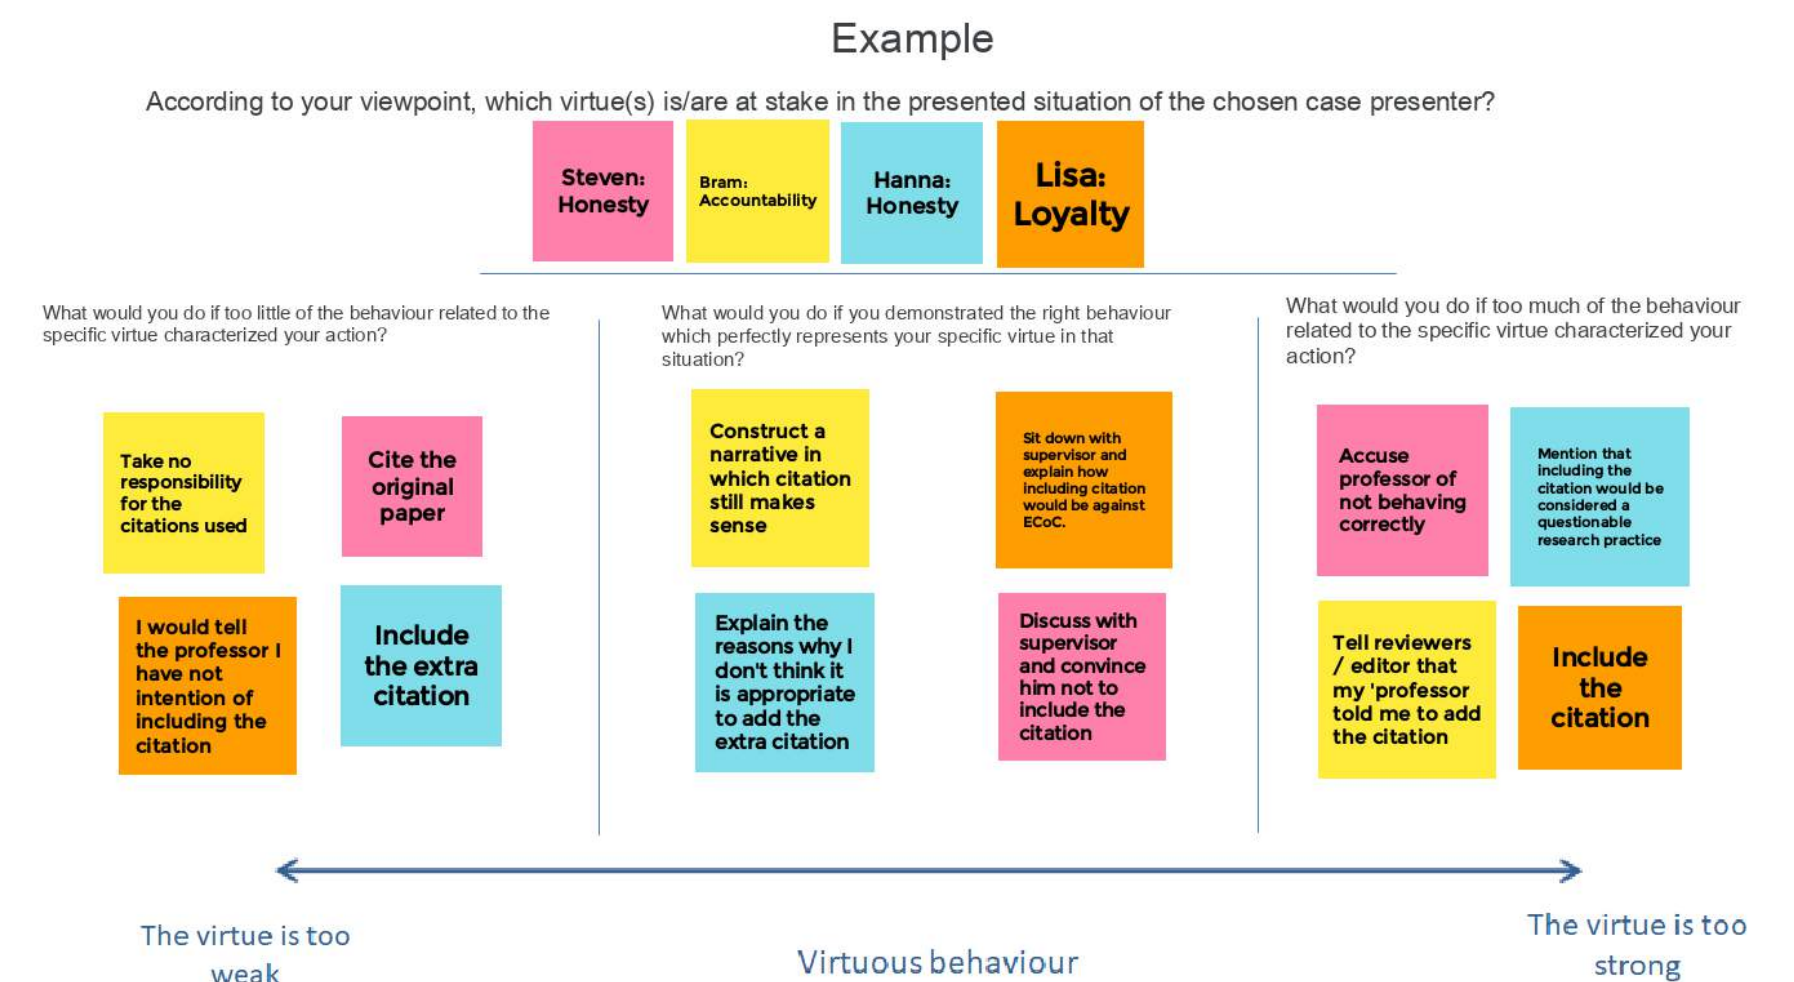 Example
According to your viewpoint, which virtue(s) is/are at stake in the presented situation of the chosen case presenter?
Steven:
Honesty
Bram:
Accountability
Hanna:
Honesty
Lisa:
Loyalty
What would you do if too little of the behaviour related to the
specific virtue characterized your action?
Take no
responsibility
for the
citations used
Cite the
original
paper
I would tell
the professor I
have not
intention of
including the
citation
Include
the extra
citation
What would you do if you demonstrated the right behaviour
which perfectly represents your specific virtue in that
situation?
Construct a
narrative in
which citation
still makes
sense
Sit down with
supervisor and
explain how
including citation
would be against
ECoC.
Explain the
reasons why I
don't think it
is appropriate
to add the
extra citation
Discuss with
supervisor
and convince
him not to
include the
citation
What would you do if too much of the behaviour
related to the specific virtue characterized your
action?
Accuse
professor of
not behaving
correctly
Mention that
including the
citation would be
considered a
questionable
research practice
Tell reviewers
/ editor that
my 'professor
told me to add
the citation
Include
the
citation
The virtue is too
weak
Virtuous behaviour
The virtue is too
strong